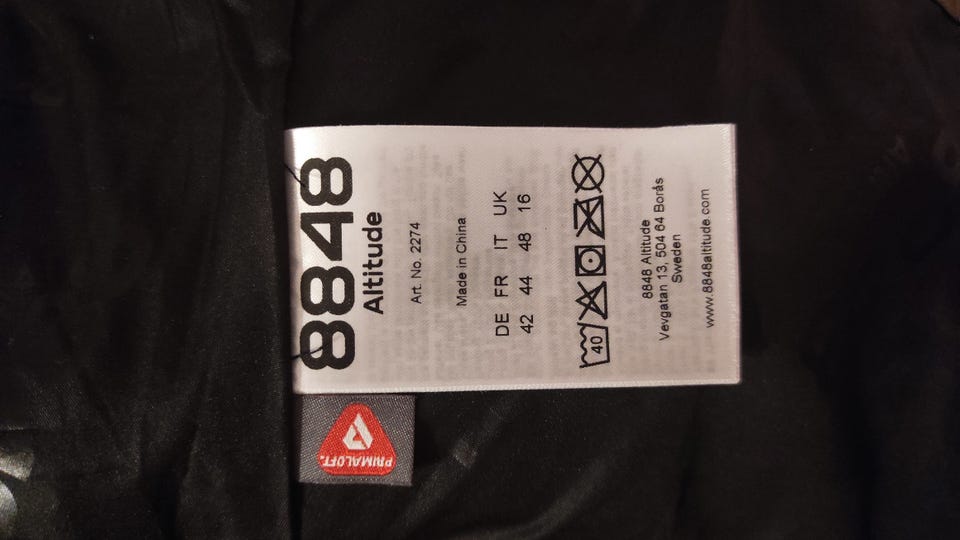 8848
Altitude
Art. No. 2274
Made in China
DE FR IT UK
42 44 48 16
40
8848 Altitude
Vevgatan 13, 504 64 Borås
Sweden
www.8848altitude.com
PRIMALOFT